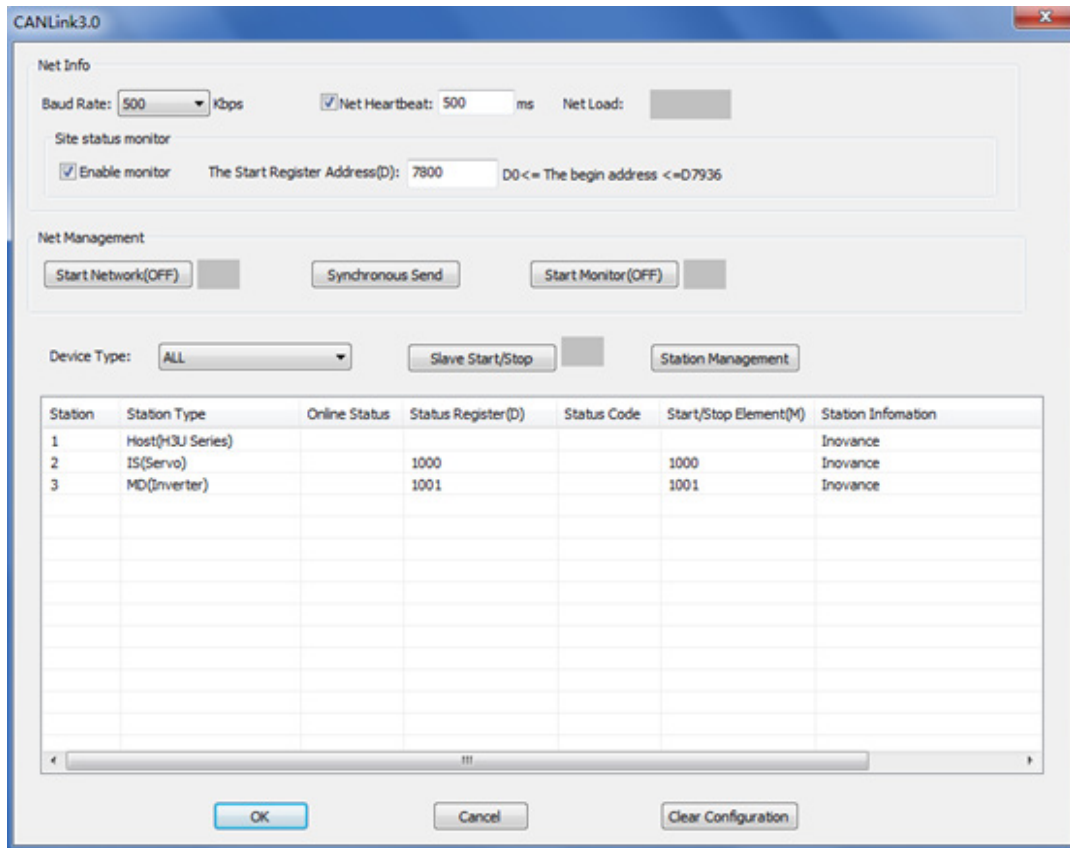 CANLink3.0
Net Info
Baud Rate: 500 Kbps Net Heartbeat: 500 ms Net Load:
Site status monitor
Enable monitor The Start Register Address(D): 7800 D0<= The begin address <=D7936
Net Management
Start Network(OFF) Synchronous Send Start Monitor(OFF)
Device Type: ALL Slave Start/Stop Station Management
Station Station Type Online Status Status Register(D) Status Code Start/Stop Element(M) Station Infomation
1 Host(H3U Series) Inovance
2 IS(Servo) 1000 1000 Inovance
3 MD(Inverter) 1001 1001 Inovance
OK Cancel Clear Configuration